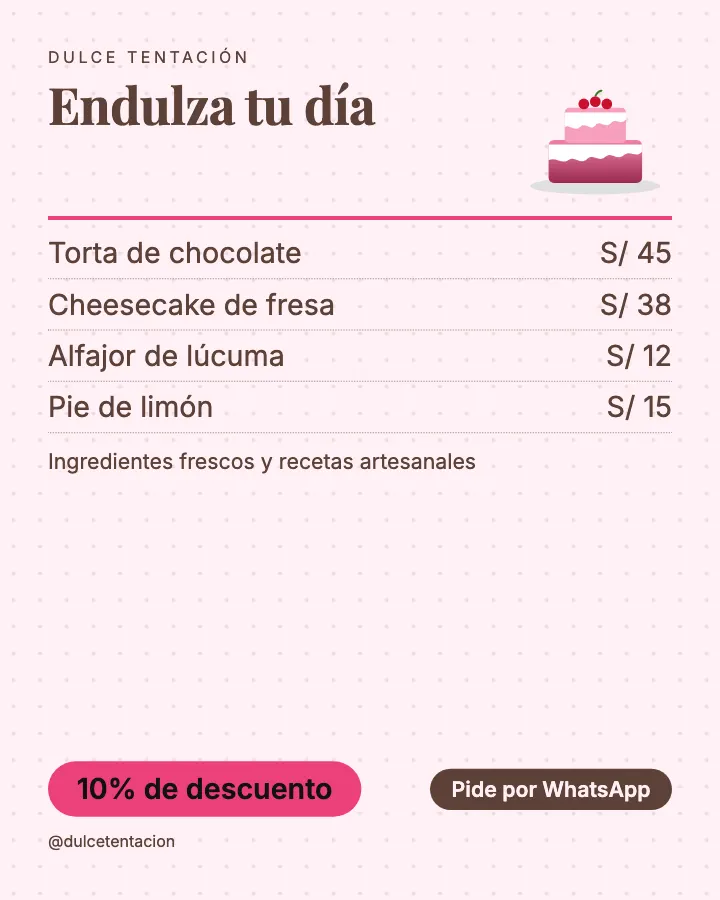 DULCE TENTACIÓN
Endulza tu día
Torta de chocolate S/ 45
Cheesecake de fresa S/ 38
Alfajor de lúcuma S/ 12
Pie de limón S/ 15
Ingredientes frescos y recetas artesanales
10% de descuento
Pide por WhatsApp
@dulcetentacion